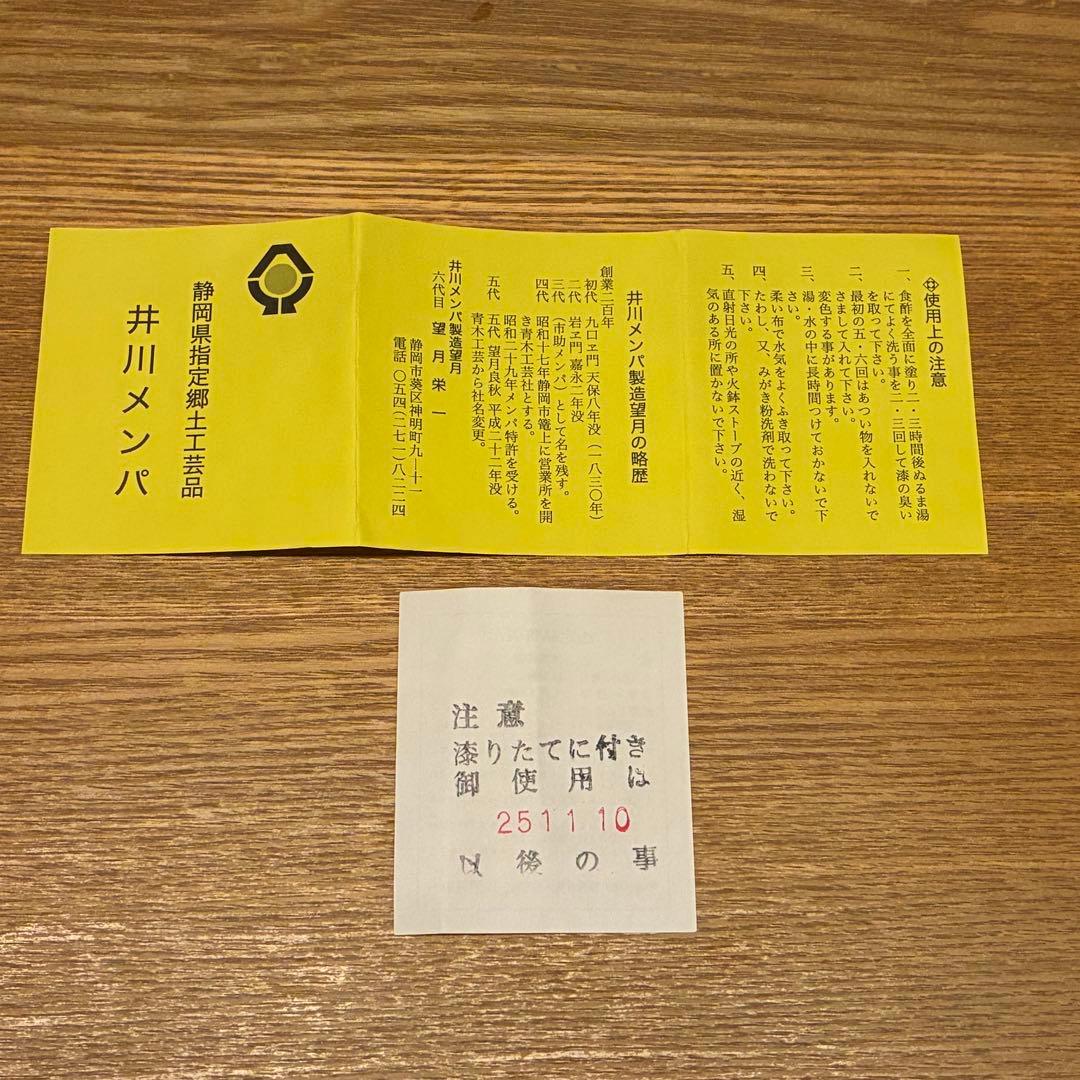 使用上の注意
一、食酢を全面に塗り二・三時間後ぬるま湯
にてよく洗う事を二・三回して漆の臭い
を取って下さい。
二、最初の五・六回はあつい物を入れないで
さまして入れて下さい。
変色する事があります。
三、湯・水の中に長時間つけておかないで下
さい。
柔い布で水気をよくふき取って下さい。
四、たわし、又、みがき粉洗剤で洗わないで
下さい。
五、直射日光の所や火鉢ストーブの近く、湿
気のある所に置かないで下さい。
井川メンパ製造望月の略歴
創業二百年
初代 九口ヱ門 天保八年没(一八三〇年)
二代 岩ヱ門 嘉永二年没
三代(市助メンパ)として名を残す。
四代 昭和十七年静岡市篭上に営業所を開
き青木工芸社とする。
昭和二十九年メンパ特許を受ける。
五代 五代 望月良秋 平成二十二年没
青木工芸から社名変更。
井川メンパ製造望月
六代目 望月栄一
静岡市葵区神明町九―十一
電話 〇五四(二七一)八二二四
静岡県指定郷土工芸品
井川メンパ
注意
漆りたてに付き
御使用は
25 11 10
以後の事